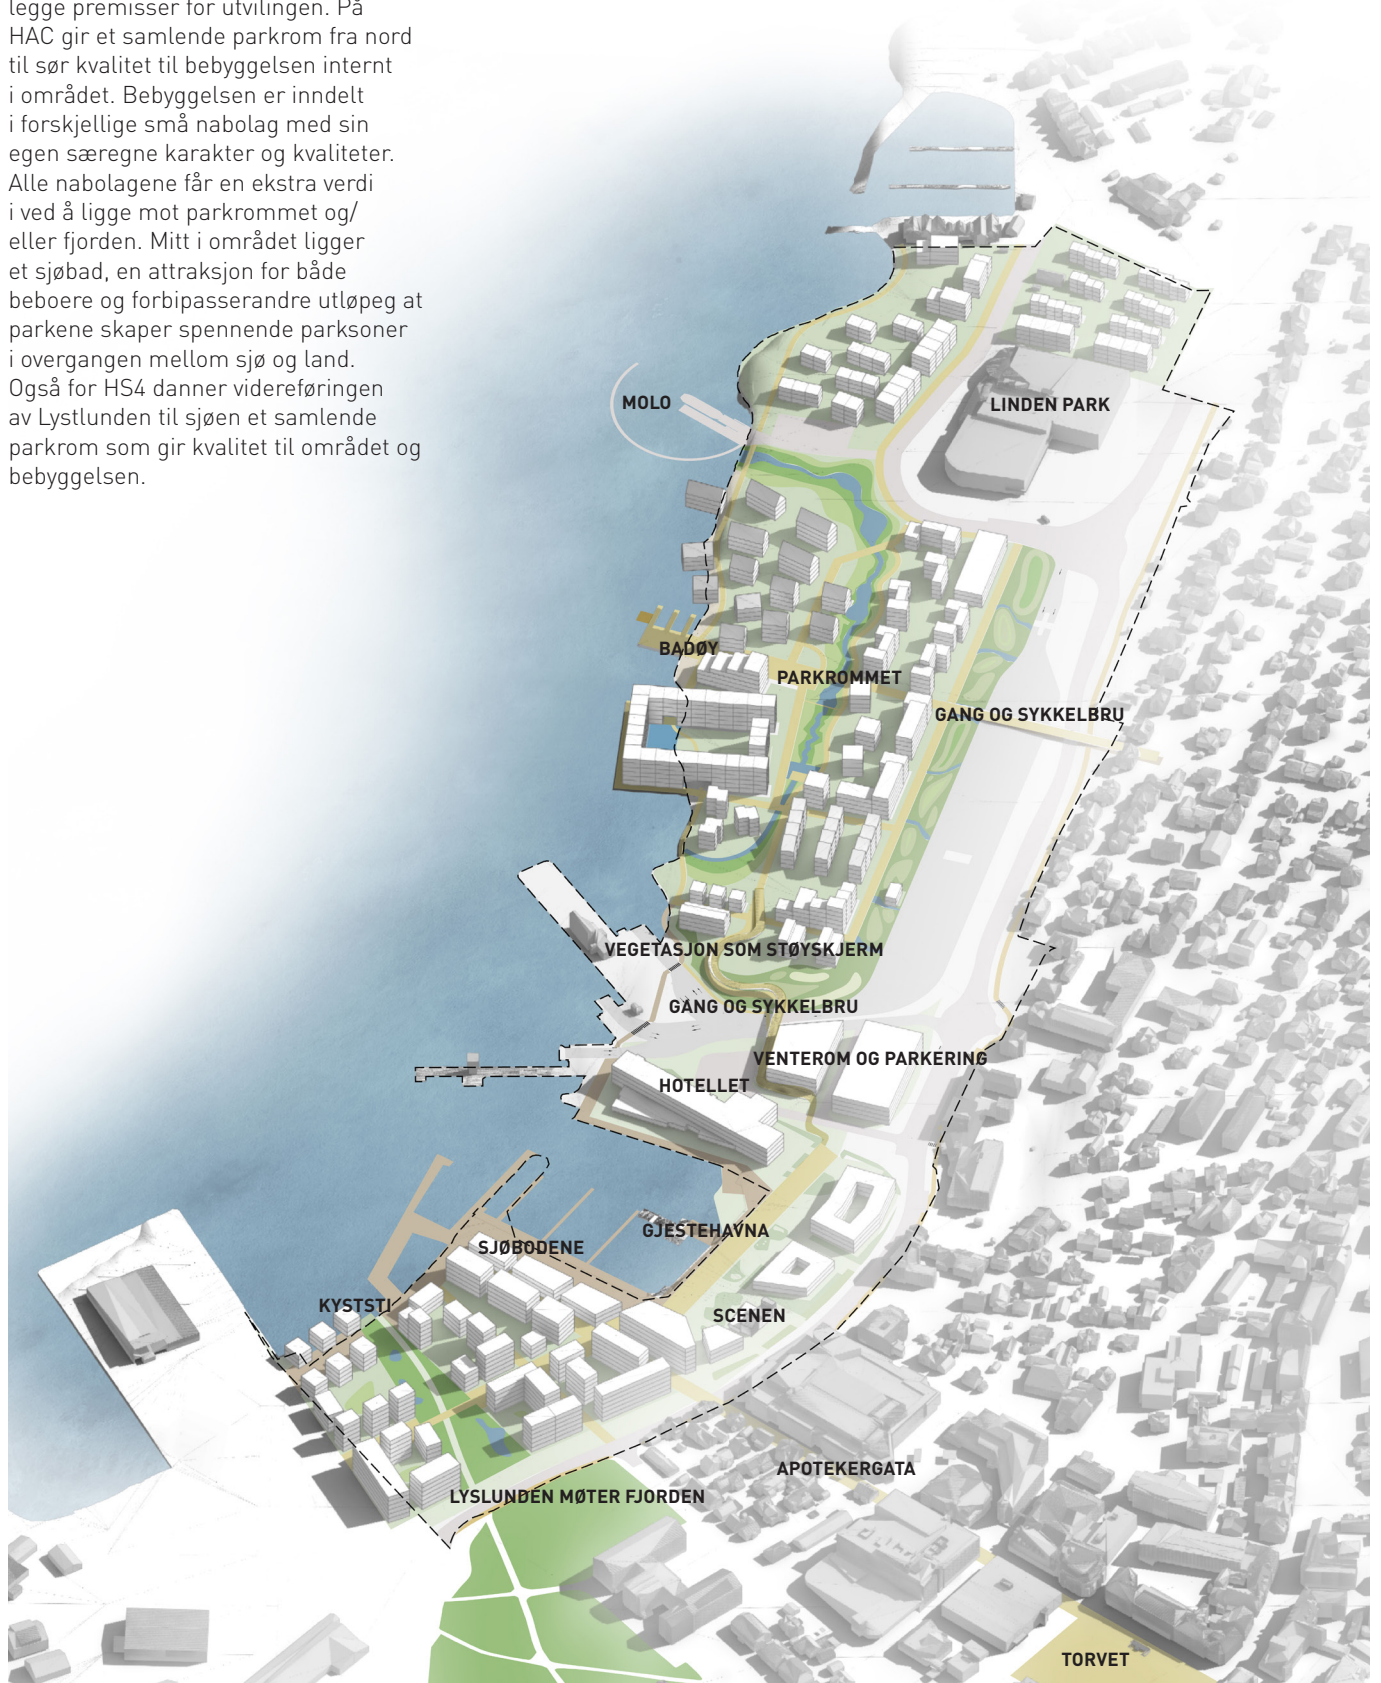 legge premisser for utvilingen. På
HAC gir et samlende parkrom fra nord
til sør kvalitet til bebyggelsen internt
i området. Bebyggelsen er inndelt
i forskjellige små nabolag med sin
egen særegne karakter og kvaliteter.
Alle nabolagene får en ekstra verdi
i ved å ligge mot parkrommet og/
eller fjorden. Mitt i området ligger
et sjøbad, en attraksjon for både
beboere og forbipasserandre utløpeg at
parkene skaper spennende parksoner
i overgangen mellom sjø og land.
Også for HS4 danner videreføringen
av Lystlunden til sjøen et samlende
parkrom som gir kvalitet til området og
bebyggelsen.
MOLO
LINDEN PARK
BADØY
PARKROMMET
GANG OG SYKKELBRU
VEGETASJON SOM STØYSKJERM
GANG OG SYKKELBRU
VENTEROM OG PARKERING
HOTELLET
GJESTEHAVNA
SJØBODENE
KYSTSTI
SCENEN
APOTEKERGATA
LYSLUNDEN MØTER FJORDEN
TORVET